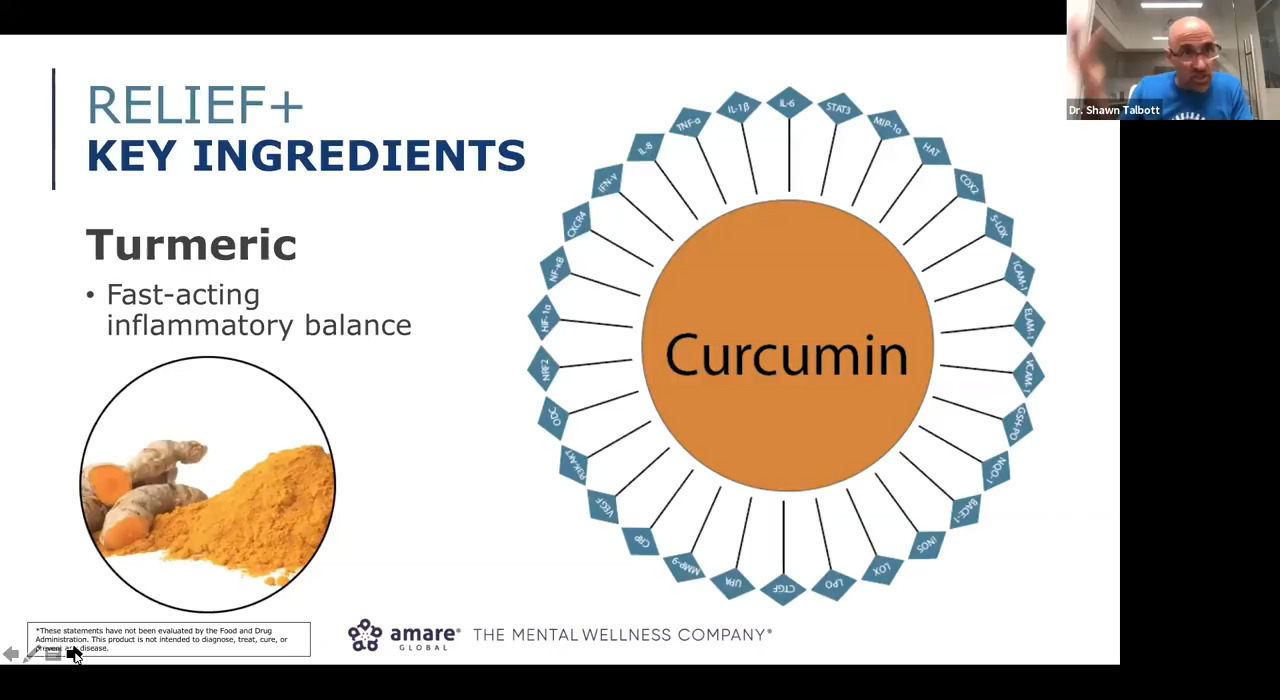 RELIEF+
KEY INGREDIENTS
Turmeric
• Fast-acting
inflammatory balance
Curcumin
IL-6
STAT3
MIP-1α
HAT
COX2
5-LOX
ICAM-1
ELAM-1
VCAM-1
GSH-PO
NQO-1
BACE-1
iNOS
LOX
LPO
CTGF
UPA
MMP-9
CRP
VEGF
PI3K-AKT
ODC
NRF2
HIF-1α
NF-κB
CXCR4
IFN-γ
IL-8
TNF-α
IL-1β
*These statements have not been evaluated by the Food and Drug
Administration. This product is not intended to diagnose, treat, cure, or
disease.
amare®
GLOBAL
THE MENTAL WELLNESS COMPANY®
Dr. Shawn Talbott